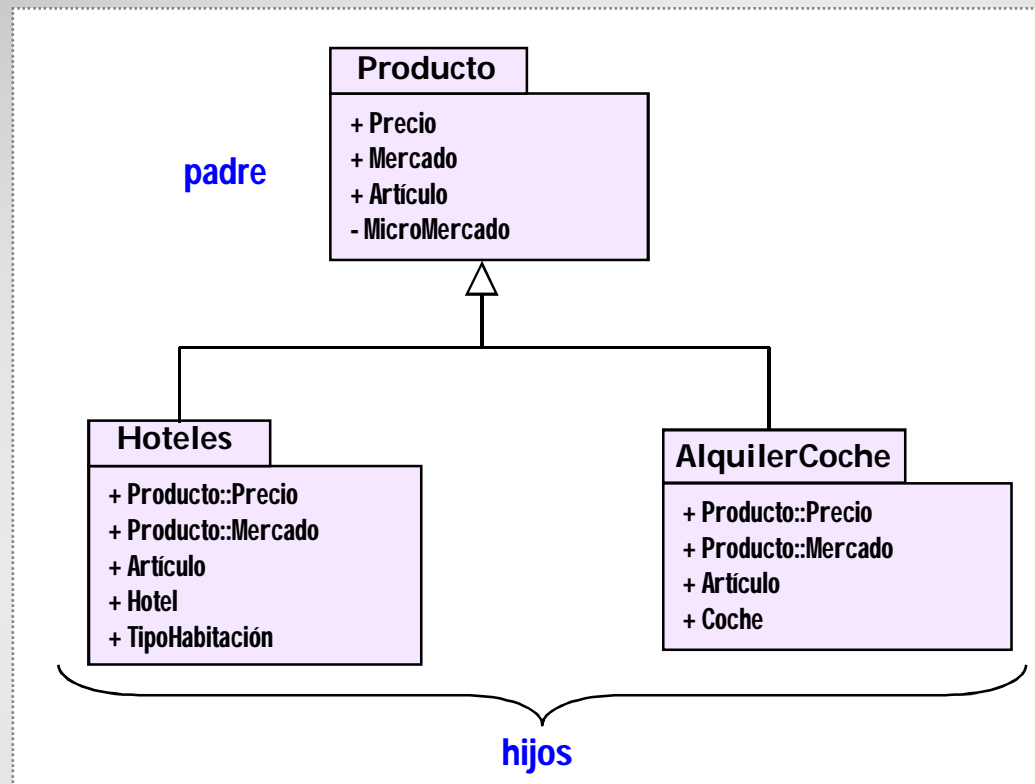 Producto
+ Precio
+ Mercado
+ Artículo
- MicroMercado
padre
Hoteles
+ Producto::Precio
+ Producto::Mercado
+ Artículo
+ Hotel
+ TipoHabitación
AlquilerCoche
+ Producto::Precio
+ Producto::Mercado
+ Artículo
+ Coche
hijos